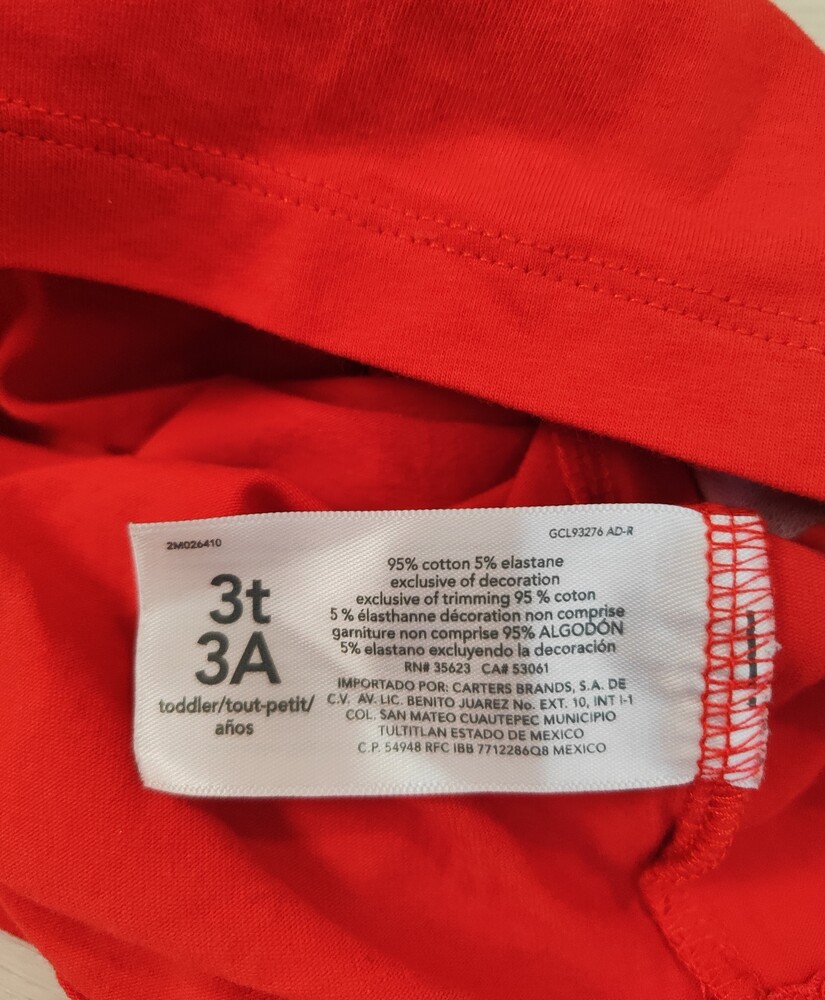 2M026410
GCL93276 AD-R
3t
3A
toddler/tout-petit/
años
95% cotton 5% elastane
exclusive of decoration
exclusive of trimming 95 % coton
5 % élasthanne décoration non comprise
garniture non comprise 95% ALGODÓN
5% elastano excluyendo la decoración
RN# 35623 CA# 53061
IMPORTADO POR: CARTERS BRANDS, S.A. DE
C.V. AV. LIC. BENITO JUAREZ No. EXT. 10, INT I-1
COL. SAN MATEO CUAUTEPEC MUNICIPIO
TULTITLAN ESTADO DE MEXICO
C.P. 54948 RFC IBB 7712286Q8 MEXICO